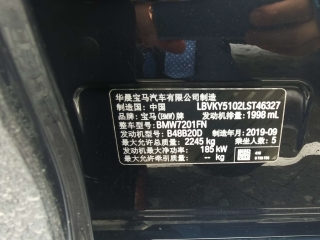 华晨宝马汽车有限公司制造
制造国：中国 LBVKY5102LST46327
品牌：宝马(BMW)牌 发动机排量：1998 mL
整车型号：BMW7201FN
发动机型号：B48B20D 制造年月：2019-09
最大允许总质量：2245 kg 乘坐人数：5
发动机最大净功率：185 kW
最大允许牵引质量： kg